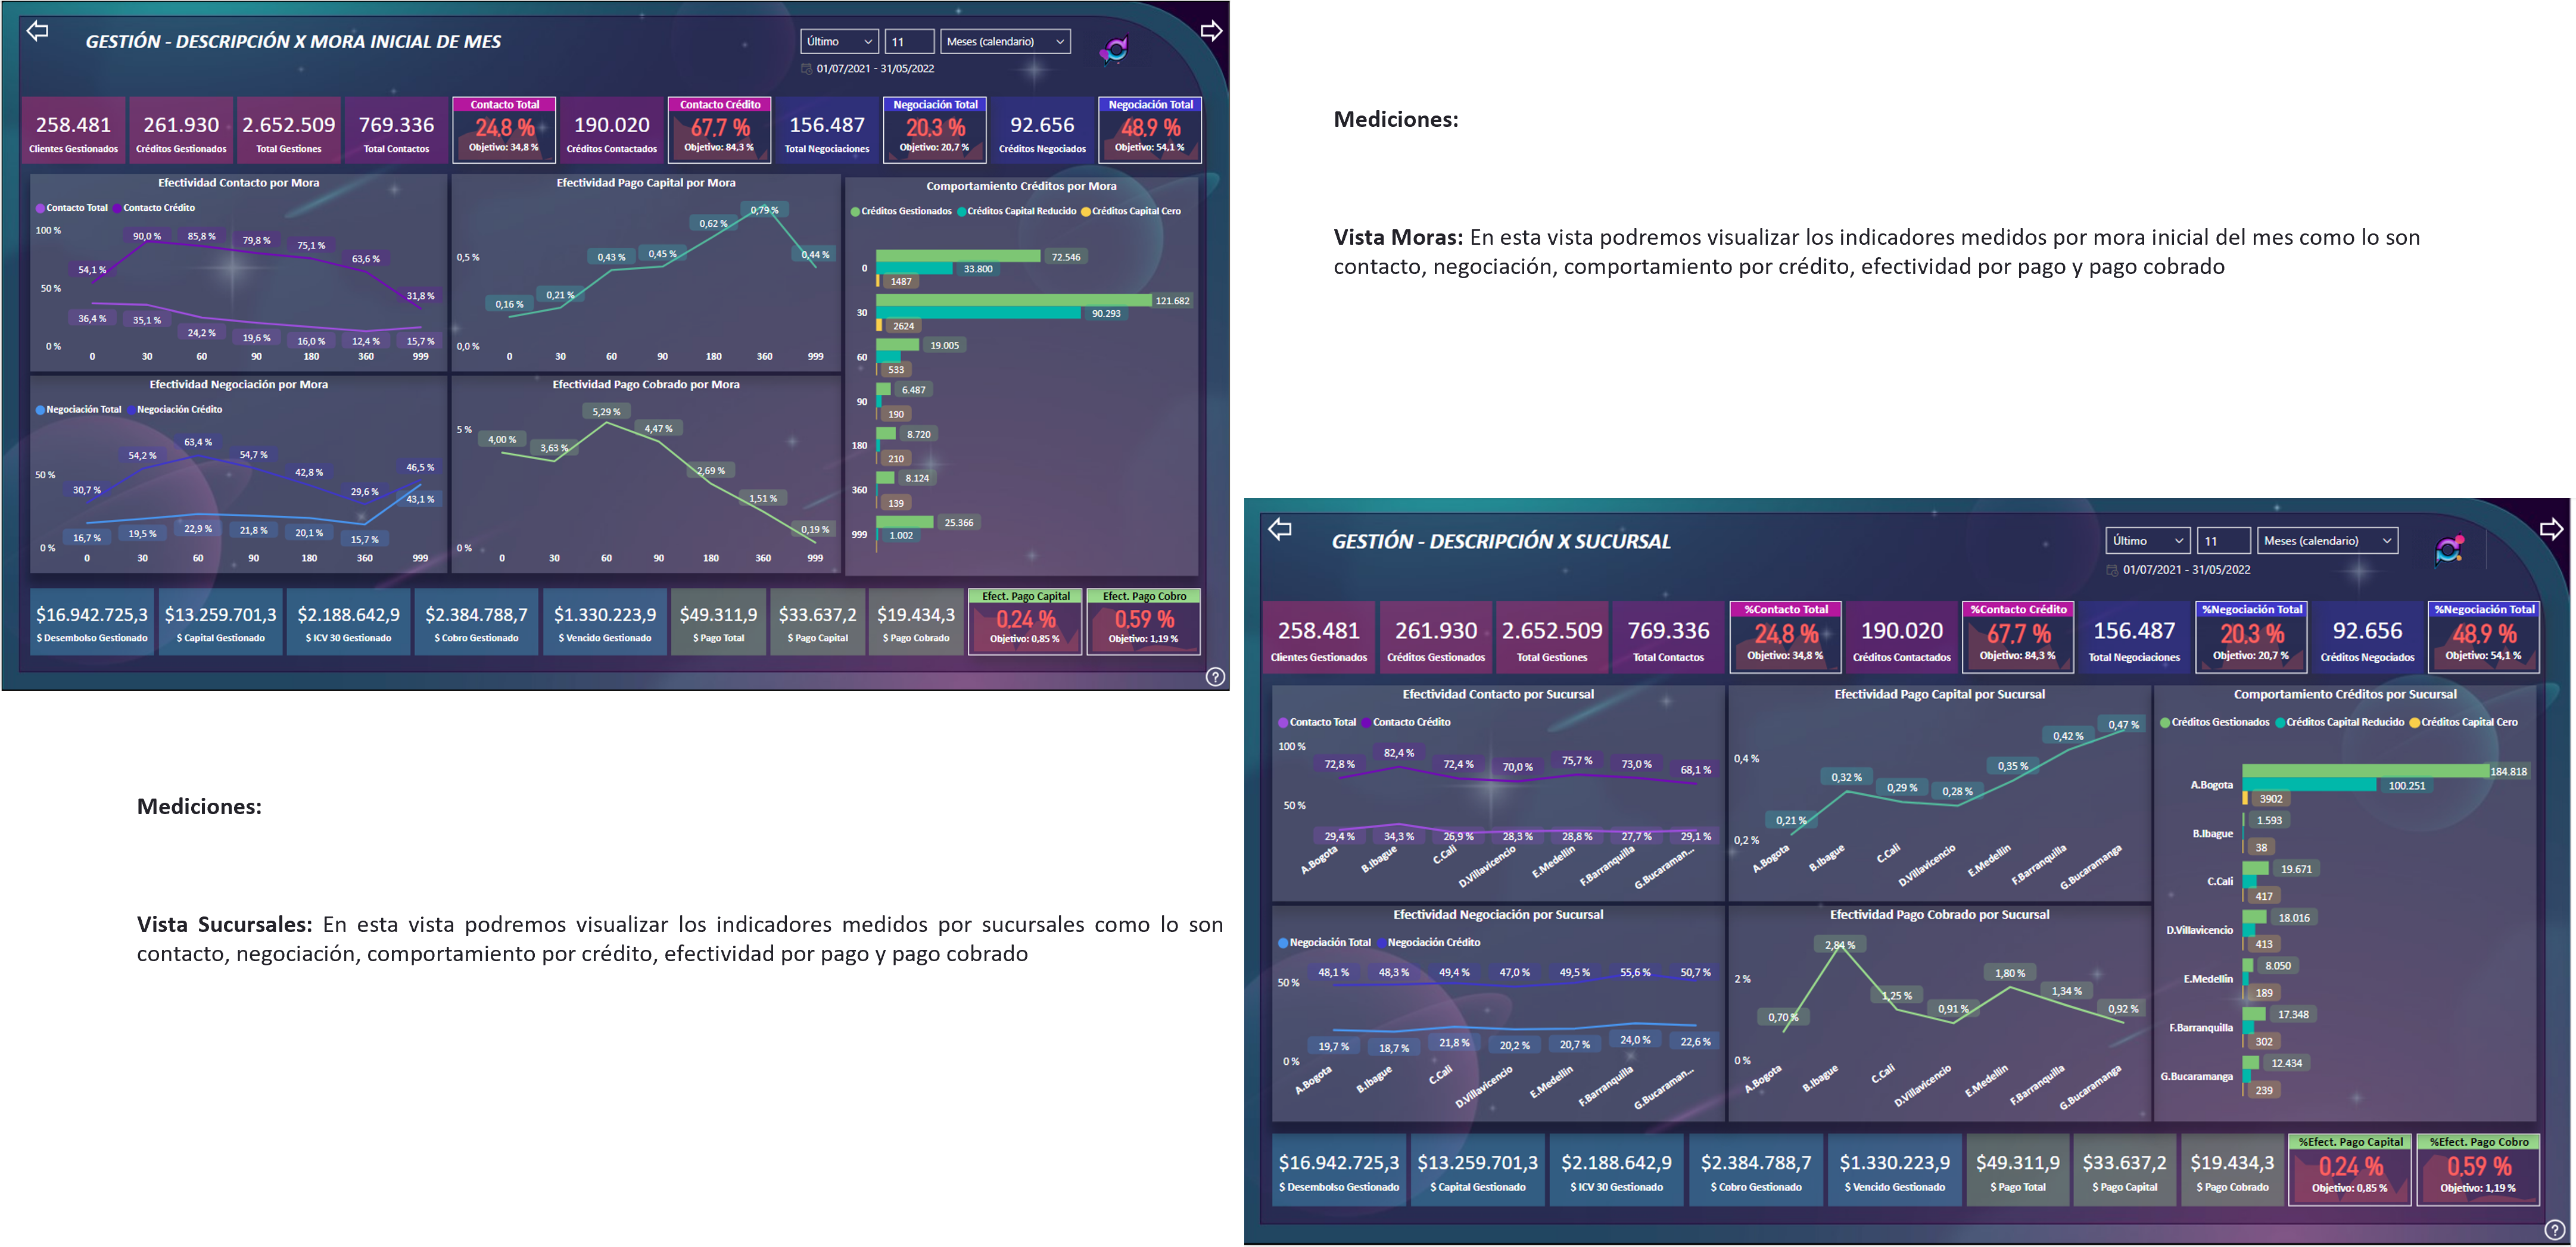 GESTIÓN - DESCRIPCIÓN X MORA INICIAL DE MES
Último
11
Meses (calendario)
01/07/2021 - 31/05/2022
258.481
Clientes Gestionados
261.930
Créditos Gestionados
2.652.509
Total Gestiones
769.336
Total Contactos
Contacto Total
24,8 %
Objetivo: 34,8 %
190.020
Créditos Contactados
Contacto Crédito
67,7 %
Objetivo: 84,3 %
156.487
Total Negociaciones
Negociación Total
20,3 %
Objetivo: 20,7 %
92.656
Créditos Negociados
Negociación Total
48,9 %
Objetivo: 54,1 %
Efectividad Contacto por Mora
Contacto Total Contacto Crédito
100 %
50 %
0 %
54,1 % 90,0 % 85,8 % 79,8 % 75,1 % 63,6 % 31,8 %
36,4 % 35,1 % 24,2 % 19,6 % 16,0 % 12,4 % 15,7 %
0 30 60 90 180 360 999
Efectividad Pago Capital por Mora
0,5 %
0,0 %
0,16 % 0,21 % 0,43 % 0,45 % 0,62 % 0,79 % 0,44 %
0 30 60 90 180 360 999
Comportamiento Créditos por Mora
Créditos Gestionados Créditos Capital Reducido Créditos Capital Cero
0
72.546
33.800
1487
30
121.682
90.293
2624
60
19.005
533
90
6.487
190
180
8.720
210
360
8.124
139
999
25.366
1.002
Efectividad Negociación por Mora
Negociación Total Negociación Crédito
50 %
0 %
30,7 % 54,2 % 63,4 % 54,7 % 42,8 % 29,6 % 46,5 %
16,7 % 19,5 % 22,9 % 21,8 % 20,1 % 15,7 % 43,1 %
0 30 60 90 180 360 999
Efectividad Pago Cobrado por Mora
5 %
0 %
4,00 % 3,63 % 5,29 % 4,47 % 2,69 % 1,51 % 0,19 %
0 30 60 90 180 360 999
$16.942.725,3
$ Desembolso Gestionado
$13.259.701,3
$ Capital Gestionado
$2.188.642,9
$ ICV 30 Gestionado
$2.384.788,7
$ Cobro Gestionado
$1.330.223,9
$ Vencido Gestionado
$49.311,9
$ Pago Total
$33.637,2
$ Pago Capital
$19.434,3
$ Pago Cobrado
Efect. Pago Capital
0,24 %
Objetivo: 0,85 %
Efect. Pago Cobro
0,59 %
Objetivo: 1,19 %
?
Mediciones:
Vista Moras: En esta vista podremos visualizar los indicadores medidos por mora inicial del mes como lo son
contacto, negociación, comportamiento por crédito, efectividad por pago y pago cobrado
Mediciones:
Vista Sucursales: En esta vista podremos visualizar los indicadores medidos por sucursales como lo son
contacto, negociación, comportamiento por crédito, efectividad por pago y pago cobrado
GESTIÓN - DESCRIPCIÓN X SUCURSAL
Último
11
Meses (calendario)
01/07/2021 - 31/05/2022
258.481
Clientes Gestionados
261.930
Créditos Gestionados
2.652.509
Total Gestiones
769.336
Total Contactos
%Contacto Total
24,8 %
Objetivo: 34,8 %
190.020
Créditos Contactados
%Contacto Crédito
67,7 %
Objetivo: 84,3 %
156.487
Total Negociaciones
%Negociación Total
20,3 %
Objetivo: 20,7 %
92.656
Créditos Negociados
%Negociación Total
48,9 %
Objetivo: 54,1 %
Efectividad Contacto por Sucursal
Contacto Total Contacto Crédito
100 %
50 %
72,8 % 82,4 % 72,4 % 70,0 % 75,7 % 73,0 % 68,1 %
29,4 % 34,3 % 26,9 % 28,3 % 28,8 % 27,7 % 29,1 %
A.Bogota B.Ibague C.Cali D.Villavicencio E.Medellin F.Barranquilla G.Bucaraman...
Efectividad Pago Capital por Sucursal
0,4 %
0,2 %
0,21 % 0,32 % 0,29 % 0,28 % 0,35 % 0,42 % 0,47 %
A.Bogota B.Ibague C.Cali D.Villavicencio E.Medellin F.Barranquilla G.Bucaramanga
Comportamiento Créditos por Sucursal
Créditos Gestionados Créditos Capital Reducido Créditos Capital Cero
A.Bogota
184.818
100.251
3902
B.Ibague
1.593
38
C.Cali
19.671
417
D.Villavicencio
18.016
413
E.Medellin
8.050
189
F.Barranquilla
17.348
302
G.Bucaramanga
12.434
239
Efectividad Negociación por Sucursal
Negociación Total Negociación Crédito
50 %
0 %
48,1 % 48,3 % 49,4 % 47,0 % 49,5 % 55,6 % 50,7 %
19,7 % 18,7 % 21,8 % 20,2 % 20,7 % 24,0 % 22,6 %
A.Bogota B.Ibague C.Cali D.Villavicencio E.Medellin F.Barranquilla G.Bucaraman...
Efectividad Pago Cobrado por Sucursal
2 %
0 %
0,70 % 2,84 % 1,25 % 0,91 % 1,80 % 1,34 % 0,92 %
A.Bogota B.Ibague C.Cali D.Villavicencio E.Medellin F.Barranquilla G.Bucaramanga
$16.942.725,3
$ Desembolso Gestionado
$13.259.701,3
$ Capital Gestionado
$2.188.642,9
$ ICV 30 Gestionado
$2.384.788,7
$ Cobro Gestionado
$1.330.223,9
$ Vencido Gestionado
$49.311,9
$ Pago Total
$33.637,2
$ Pago Capital
$19.434,3
$ Pago Cobrado
%Efect. Pago Capital
0,24 %
Objetivo: 0,85 %
%Efect. Pago Cobro
0,59 %
Objetivo: 1,19 %
?